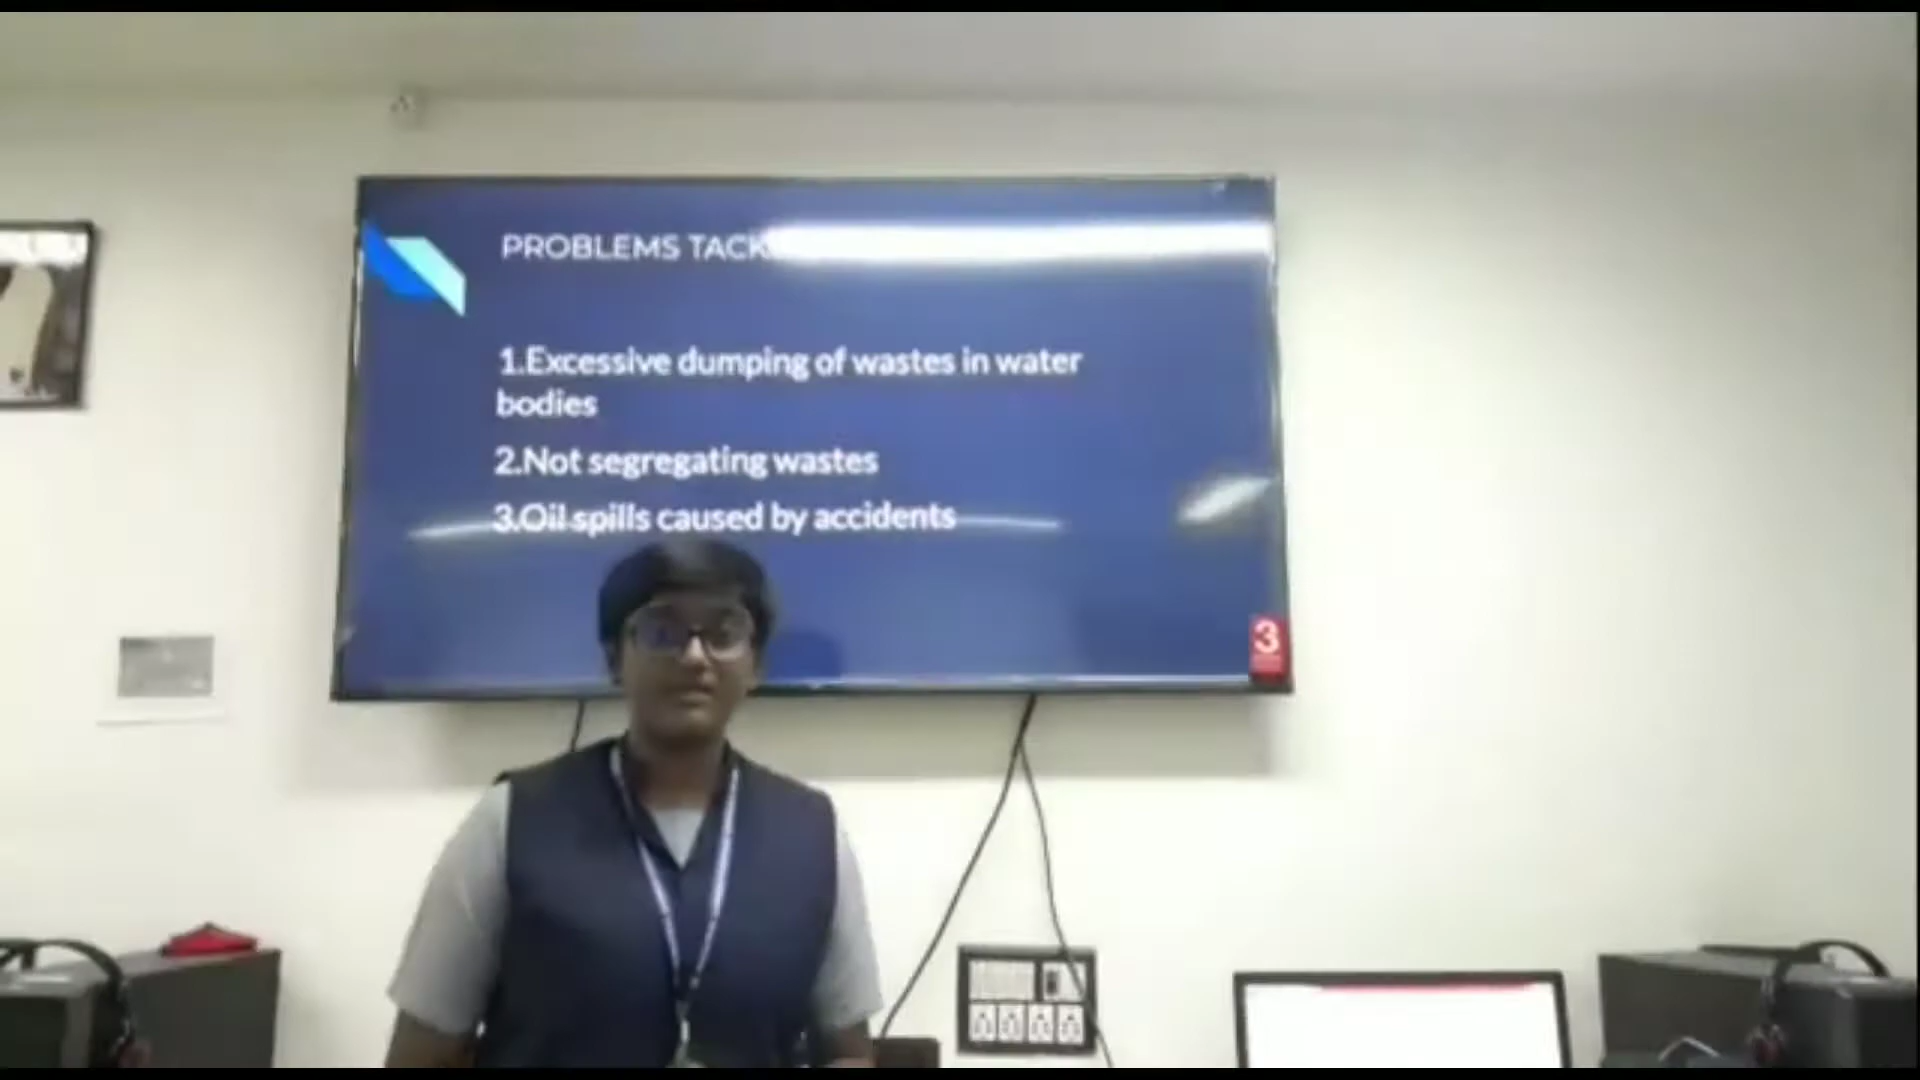 PROBLEMS TACK
1.Excessive dumping of wastes in water
bodies
2.Not segregating wastes
3.Oil spills caused by accidents
3